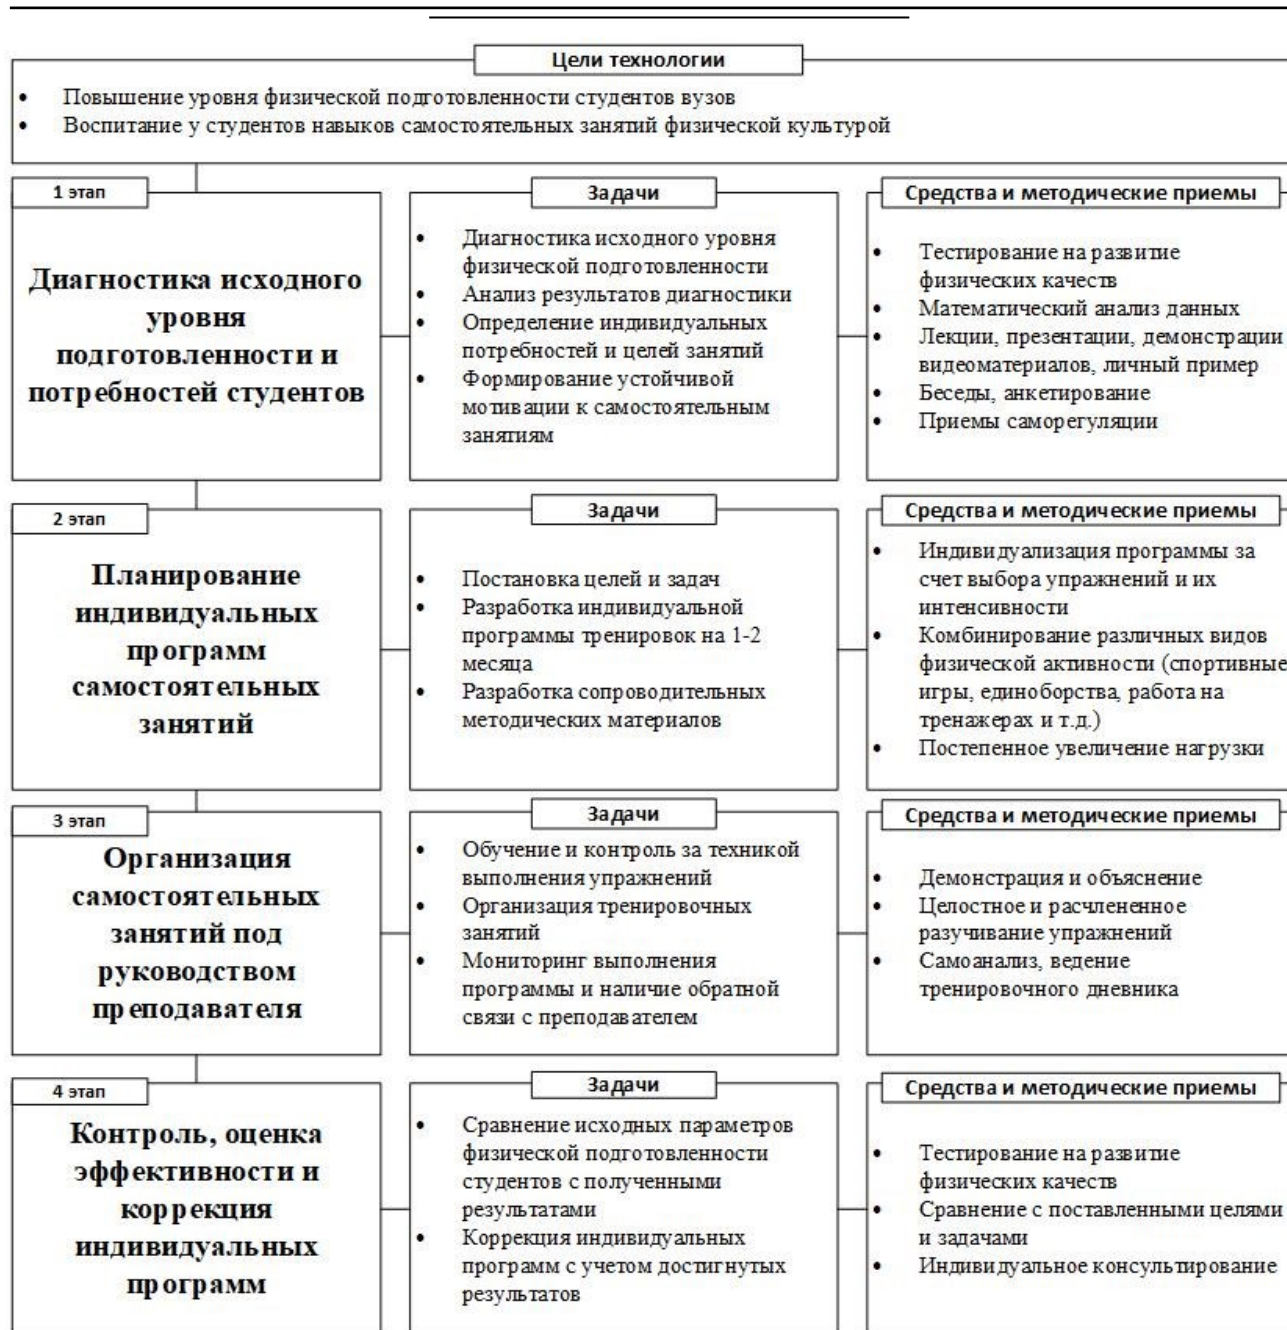 Цели технологии
• Повышение уровня физической подготовленности студентов вузов
• Воспитание у студентов навыков самостоятельных занятий физической культурой
1 этап
Диагностика исходного
уровня
подготовленности и
потребностей студентов
Задачи
• Диагностика исходного уровня
физической подготовленности
• Анализ результатов диагностики
• Определение индивидуальных
потребностей и целей занятий
• Формирование устойчивой
мотивации к самостоятельным
занятиям
Средства и методические приемы
• Тестирование на развитие
физических качеств
• Математический анализ данных
• Лекции, презентации, демонстрации
видеоматериалов, личный пример
• Беседы, анкетирование
• Приемы саморегуляции
2 этап
Планирование
индивидуальных
программ
самостоятельных
занятий
Задачи
• Постановка целей и задач
• Разработка индивидуальной
программы тренировок на 1-2
месяца
• Разработка сопроводительных
методических материалов
Средства и методические приемы
• Индивидуализация программы за
счет выбора упражнений и их
интенсивности
• Комбинирование различных видов
физической активности (спортивные
игры, единоборства, работа на
тренажерах и т.д.)
• Постепенное увеличение нагрузки
3 этап
Организация
самостоятельных
занятий под
руководством
преподавателя
Задачи
• Обучение и контроль за техникой
выполнения упражнений
• Организация тренировочных
занятий
• Мониторинг выполнения
программы и наличие обратной
связи с преподавателем
Средства и методические приемы
• Демонстрация и объяснение
• Целостное и расчлененное
разучивание упражнений
• Самоанализ, ведение
тренировочного дневника
4 этап
Контроль, оценка
эффективности и
коррекция
индивидуальных
программ
Задачи
• Сравнение исходных параметров
физической подготовленности
студентов с полученными
результатами
• Коррекция индивидуальных
программ с учетом достигнутых
результатов
Средства и методические приемы
• Тестирование на развитие
физических качеств
• Сравнение с поставленными целями
и задачами
• Индивидуальное консультирование